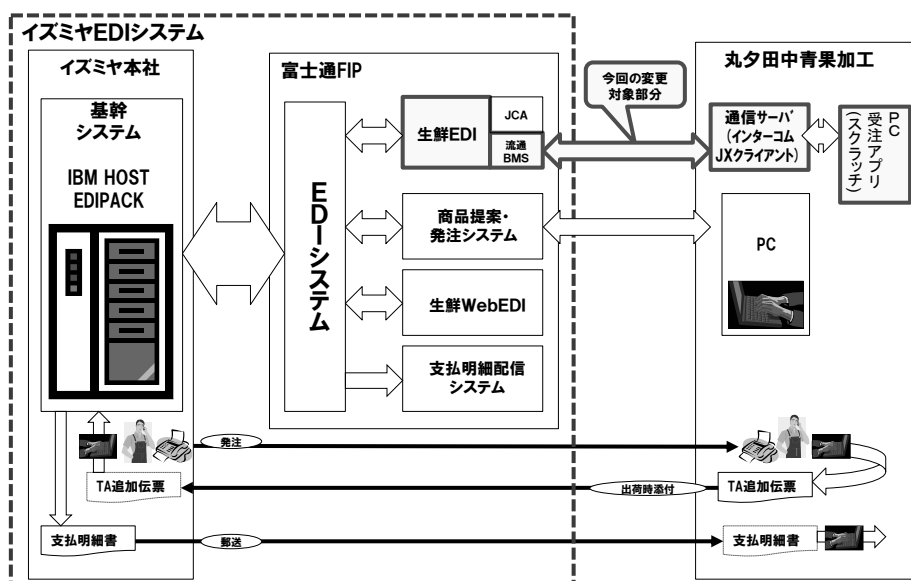 イズミヤEDIシステム
イズミヤ本社
基幹
システム
IBM HOST
EDIPACK
富士通FIP
EDIシステム
生鮮EDI
JCA
流通
BMS
商品提案・
発注システム
生鮮WebEDI
支払明細配信
システム
今回の変更
対象部分
丸夕田中青果加工
通信サーバ
(インターコム
JXクライアント)
PC
受注アプリ
(スクラッチ)
PC
発注
TA追加伝票
出荷時添付
TA追加伝票
支払明細書
郵送
支払明細書